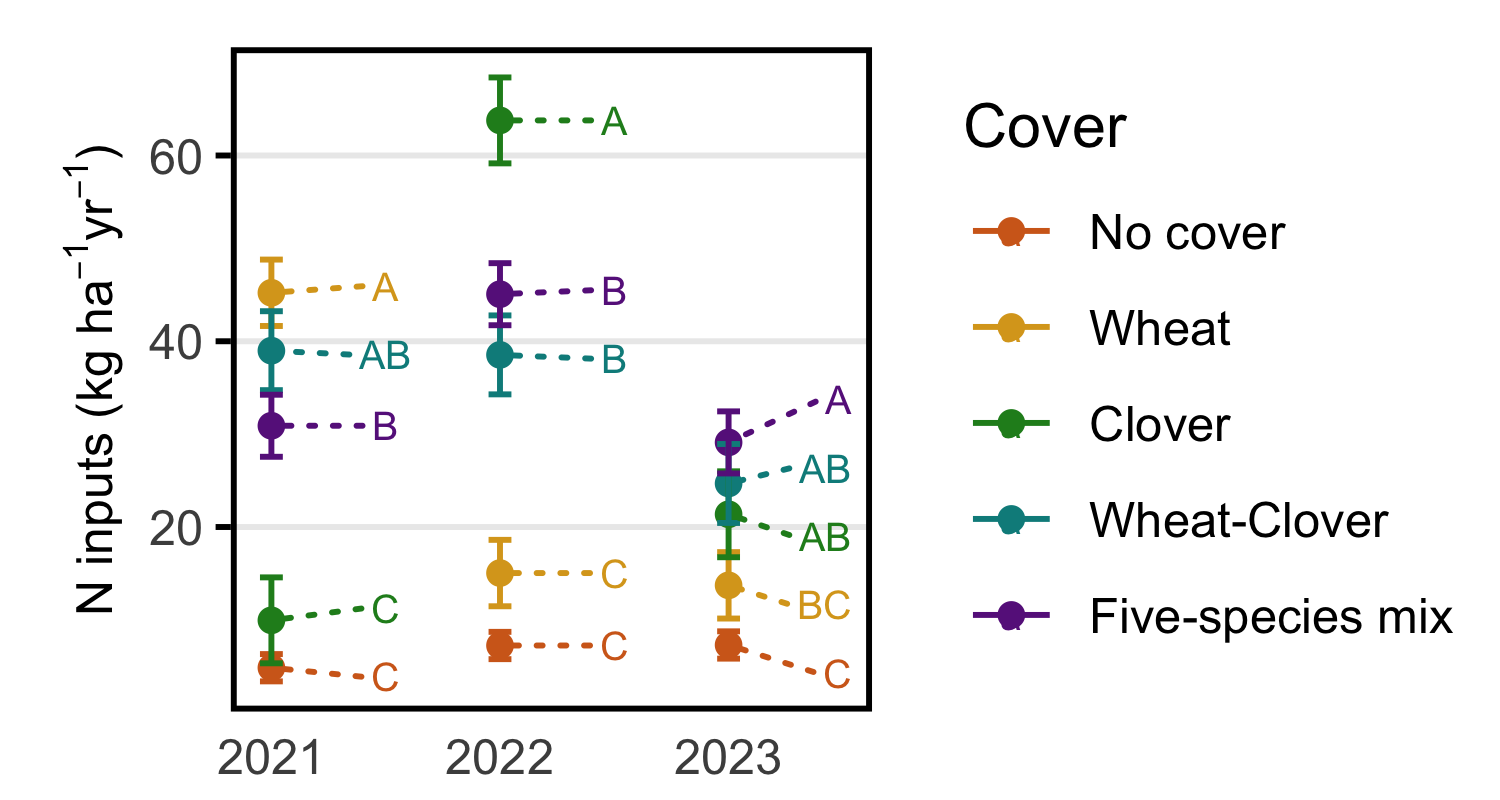 N inputs (kg ha⁻¹yr⁻¹)
60
40
20
A
AB
B
C
C
A
B
B
C
C
A
AB
AB
BC
C
2021 2022 2023
Cover
No cover
Wheat
Clover
Wheat-Clover
Five-species mix